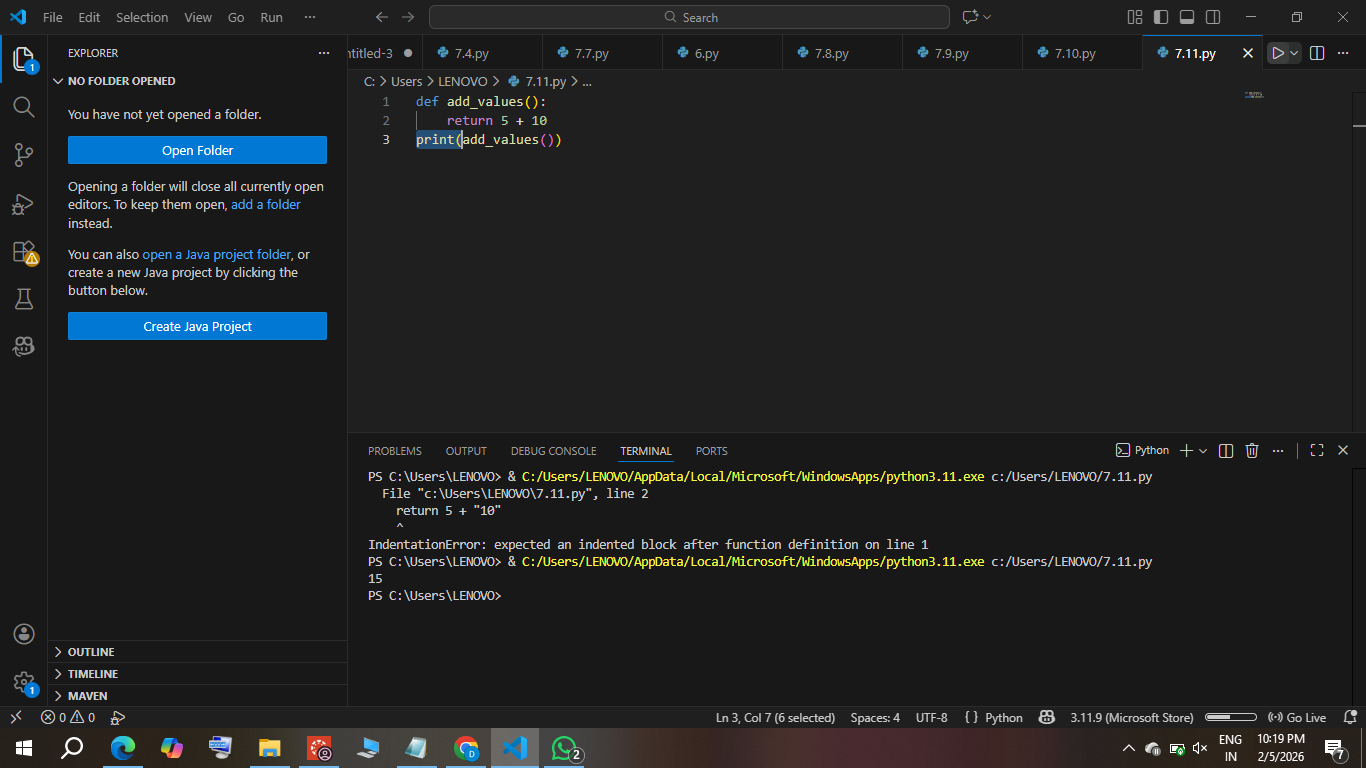 File Edit Selection View Go Run ··· Search
EXPLORER ···
NO FOLDER OPENED
You have not yet opened a folder.
Open Folder
Opening a folder will close all currently open
editors. To keep them open, add a folder
instead.
You can also open a Java project folder, or
create a new Java project by clicking the
button below.
Create Java Project
OUTLINE
TIMELINE
MAVEN
ntitled-3 7.4.py 7.7.py 6.py 7.8.py 7.9.py 7.10.py 7.11.py
C: > Users > LENOVO > 7.11.py > ...
1 def add_values():
2 return 5 + 10
3 print(add_values())
PROBLEMS OUTPUT DEBUG CONSOLE TERMINAL PORTS Python
PS C:\Users\LENOVO> & C:/Users/LENOVO/AppData/Local/Microsoft/WindowsApps/python3.11.exe c:/Users/LENOVO/7.11.py
File "c:\Users\LENOVO\7.11.py", line 2
return 5 + "10"
^
IndentationError: expected an indented block after function definition on line 1
PS C:\Users\LENOVO> & C:/Users/LENOVO/AppData/Local/Microsoft/WindowsApps/python3.11.exe c:/Users/LENOVO/7.11.py
15
PS C:\Users\LENOVO>
1
1
0 0 Ln 3, Col 7 (6 selected) Spaces: 4 UTF-8 { } Python 3.11.9 (Microsoft Store) Go Live
2 ENG 10:19 PM
IN 2/5/2026 7